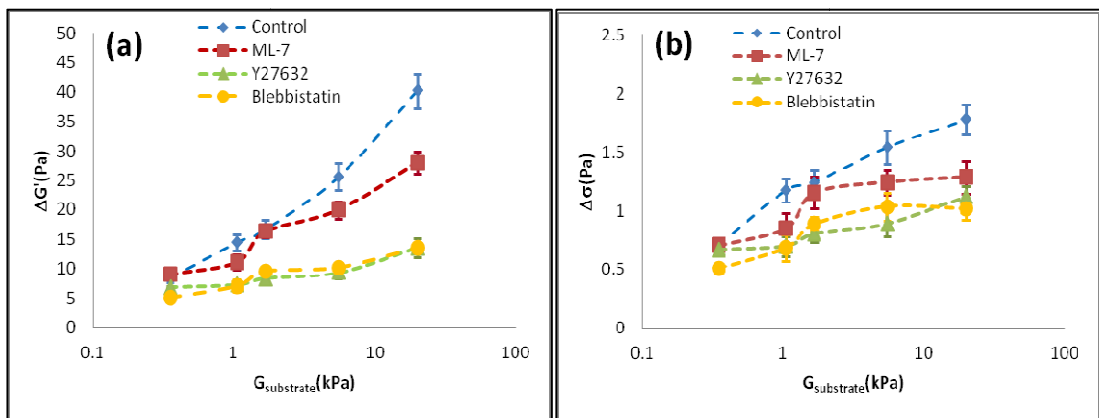 (a)
Control
ML-7
Y27632
Blebbistatin
50
45
40
35
30
25
20
15
10
5
0
ΔG'(Pa)
0.1 1 10 100
Gsubstrate(kPa)
(b)
Control
ML-7
Y27632
Blebbistatin
2.5
2
1.5
1
0.5
0
Δσ(Pa)
0.1 1 10 100
Gsubstrate(kPa)